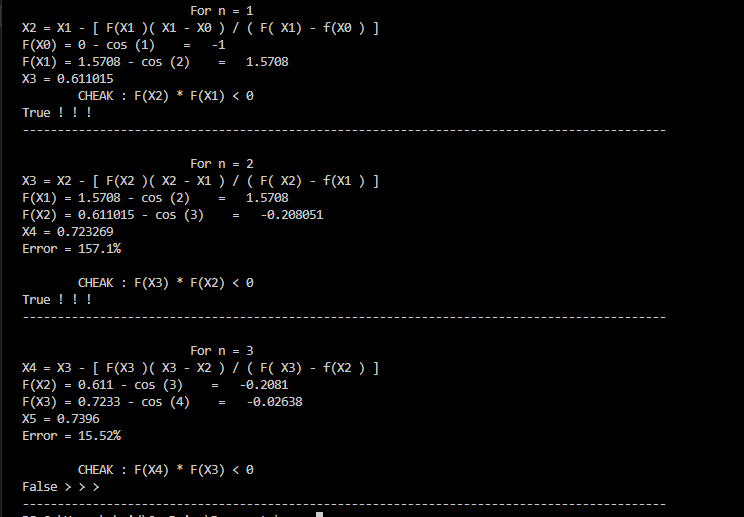 For n = 1
X2 = X1 - [ F(X1 )( X1 - X0 ) / ( F( X1) - f(X0 ) ]
F(X0) = 0 - cos (1)    =   -1
F(X1) = 1.5708 - cos (2)    =   1.5708
X3 = 0.611015
CHEAK : F(X2) * F(X1) < 0
True ! ! !
--------------------------------------------------------------------------------------------
For n = 2
X3 = X2 - [ F(X2 )( X2 - X1 ) / ( F( X2) - f(X1 ) ]
F(X1) = 1.5708 - cos (2)    =   1.5708
F(X2) = 0.611015 - cos (3)    =   -0.208051
X4 = 0.723269
Error = 157.1%
CHEAK : F(X3) * F(X2) < 0
True ! ! !
--------------------------------------------------------------------------------------------
For n = 3
X4 = X3 - [ F(X3 )( X3 - X2 ) / ( F( X3) - f(X2 ) ]
F(X2) = 0.611 - cos (3)    =   -0.2081
F(X3) = 0.7233 - cos (4)    =   -0.02638
X5 = 0.7396
Error = 15.52%
CHEAK : F(X4) * F(X3) < 0
False > > >
--------------------------------------------------------------------------------------------